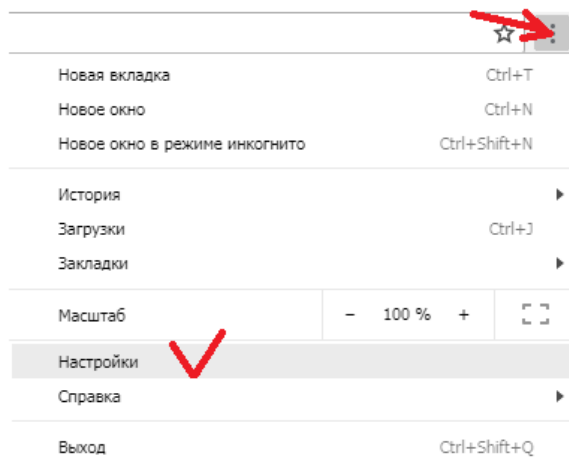 Новая вкладка Ctrl+T
Новое окно Ctrl+N
Новое окно в режиме инкогнито Ctrl+Shift+N
История
Загрузки Ctrl+J
Закладки
Масштаб - 100 % +
Настройки
Справка
Выход Ctrl+Shift+Q